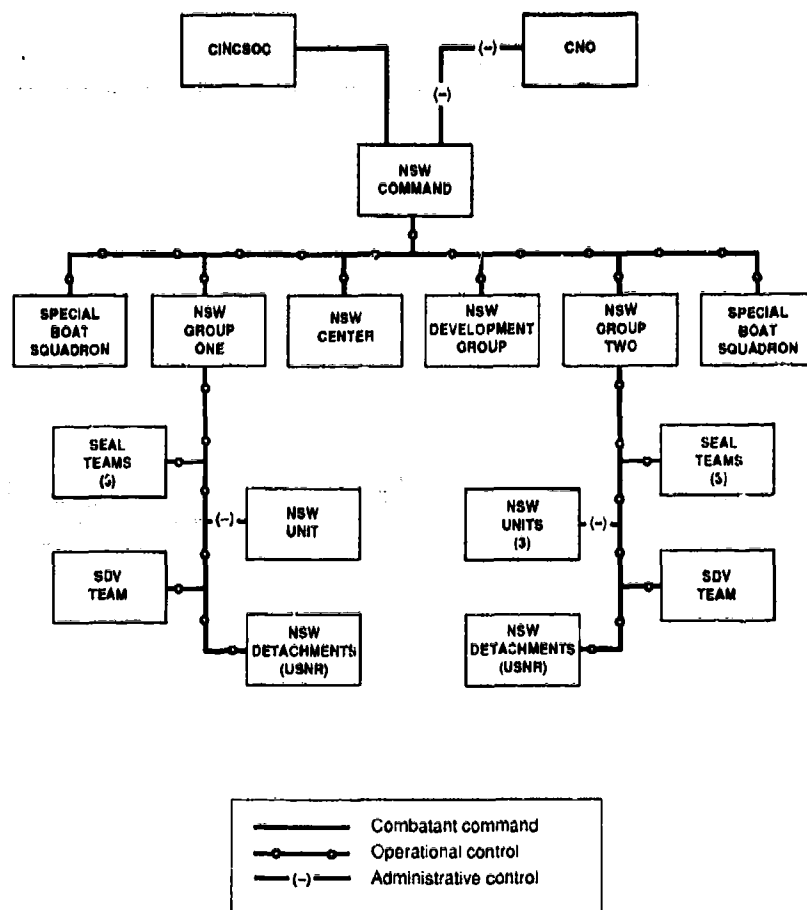 CINCSOC
CNO
(-)
(-)
NSW
COMMAND
SPECIAL
BOAT
SQUADRON
NSW
GROUP
ONE
NSW
CENTER
NSW
DEVELOPMENT
GROUP
NSW
GROUP
TWO
SPECIAL
BOAT
SQUADRON
SEAL
TEAMS
SEAL
TEAMS
(-)
NSW
UNIT
NSW
UNITS
(3)
(-)
SDV
TEAM
SDV
TEAM
NSW
DETACHMENTS
(USNR)
NSW
DETACHMENTS
(USNR)
Combatant command
Operational control
(-) Administrative control